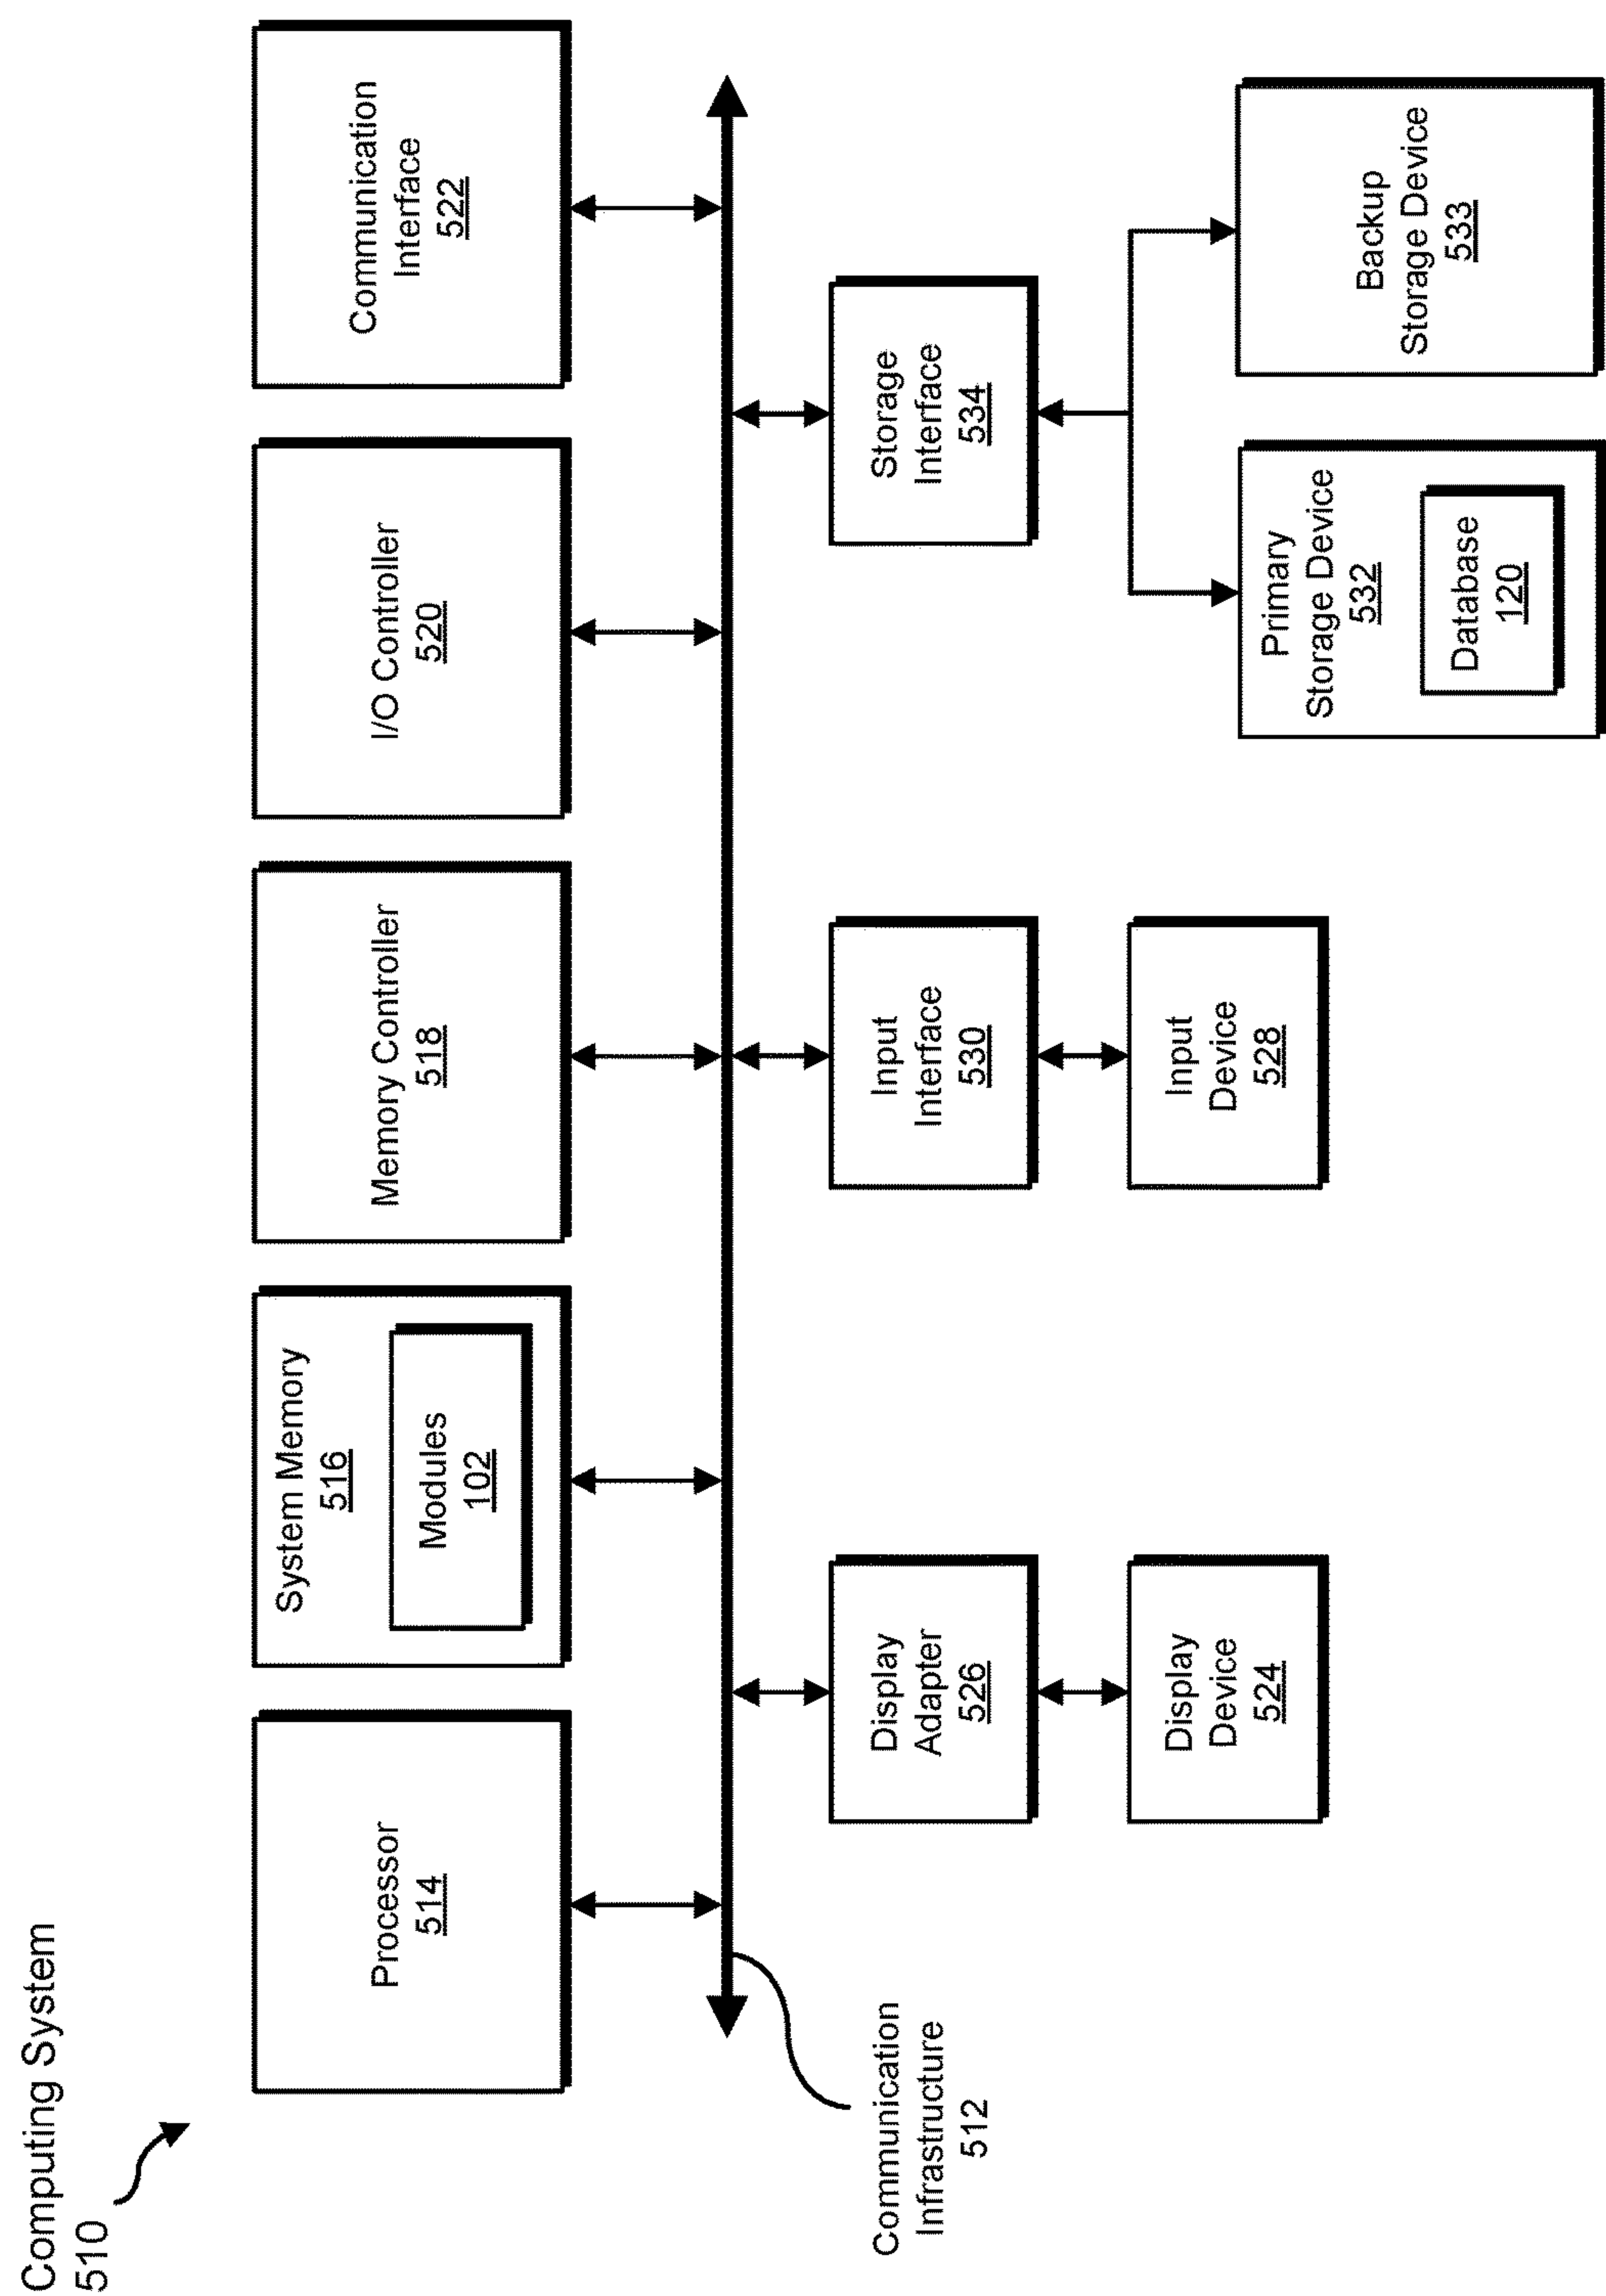 Computing System
510
Processor
514
System Memory
516
Modules
102
Memory Controller
518
I/O Controller
520
Communication
Interface
522
Communication
Infrastructure
512
Display
Adapter
526
Input
Interface
530
Storage
Interface
534
Display
Device
524
Input
Device
528
Primary
Storage Device
532
Database
120
Backup
Storage Device
533